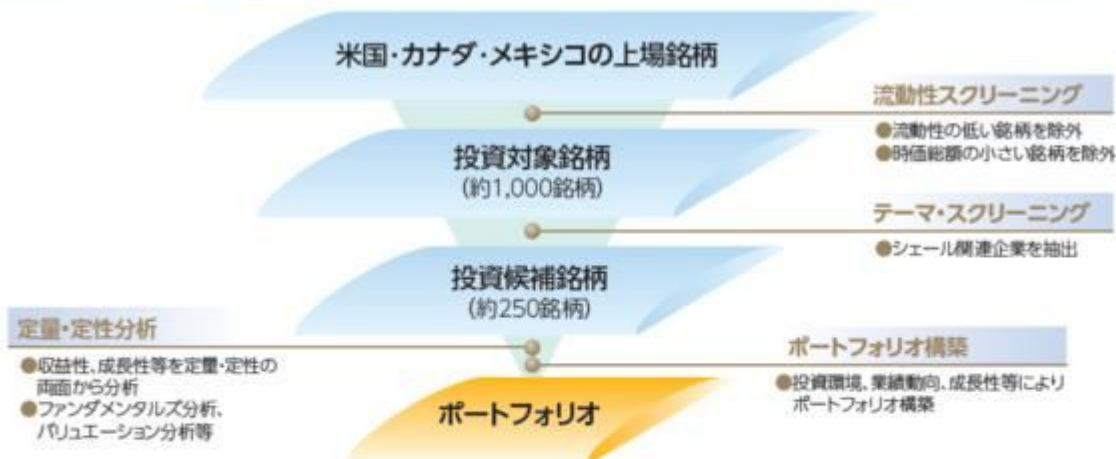 米国・カナダ・メキシコの上場銘柄
流動性スクリーニング
●流動性の低い銘柄を除外
●時価総額の小さい銘柄を除外
投資対象銘柄
(約1,000銘柄)
テーマ・スクリーニング
●シェール関連企業を抽出
投資候補銘柄
(約250銘柄)
定量・定性分析
●収益性、成長性等を定量・定性の
両面から分析
●ファンダメンタルズ分析、
バリュエーション分析等
ポートフォリオ構築
●投資環境、業績動向、成長性等により
ポートフォリオ構築
ポートフォリオ